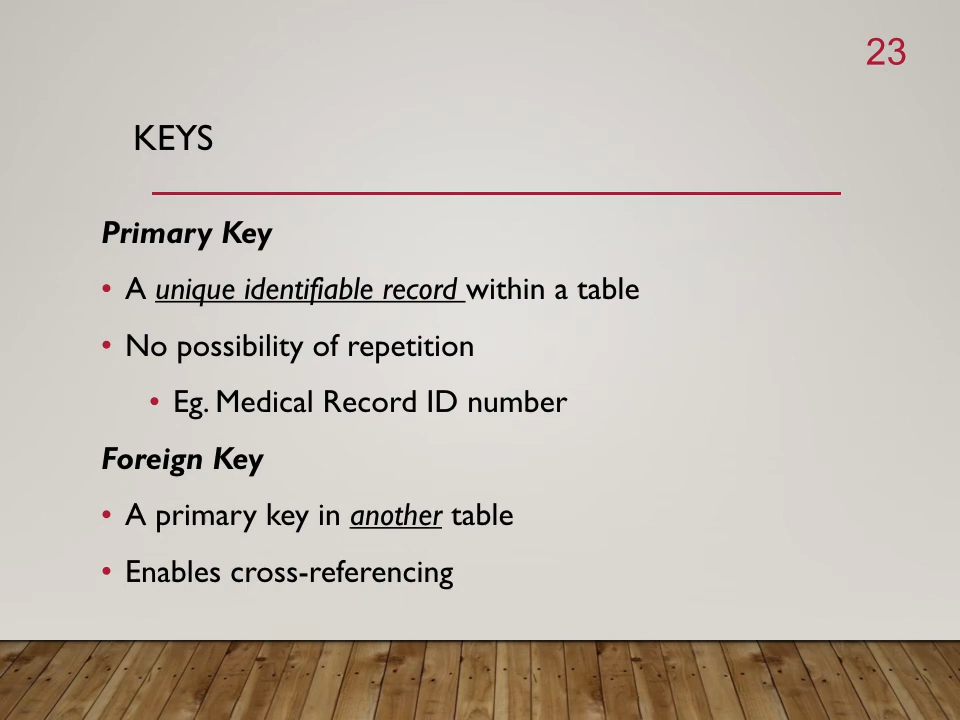 23
KEYS
Primary Key
• A unique identifiable record within a table
• No possibility of repetition
• Eg. Medical Record ID number
Foreign Key
• A primary key in another table
• Enables cross-referencing